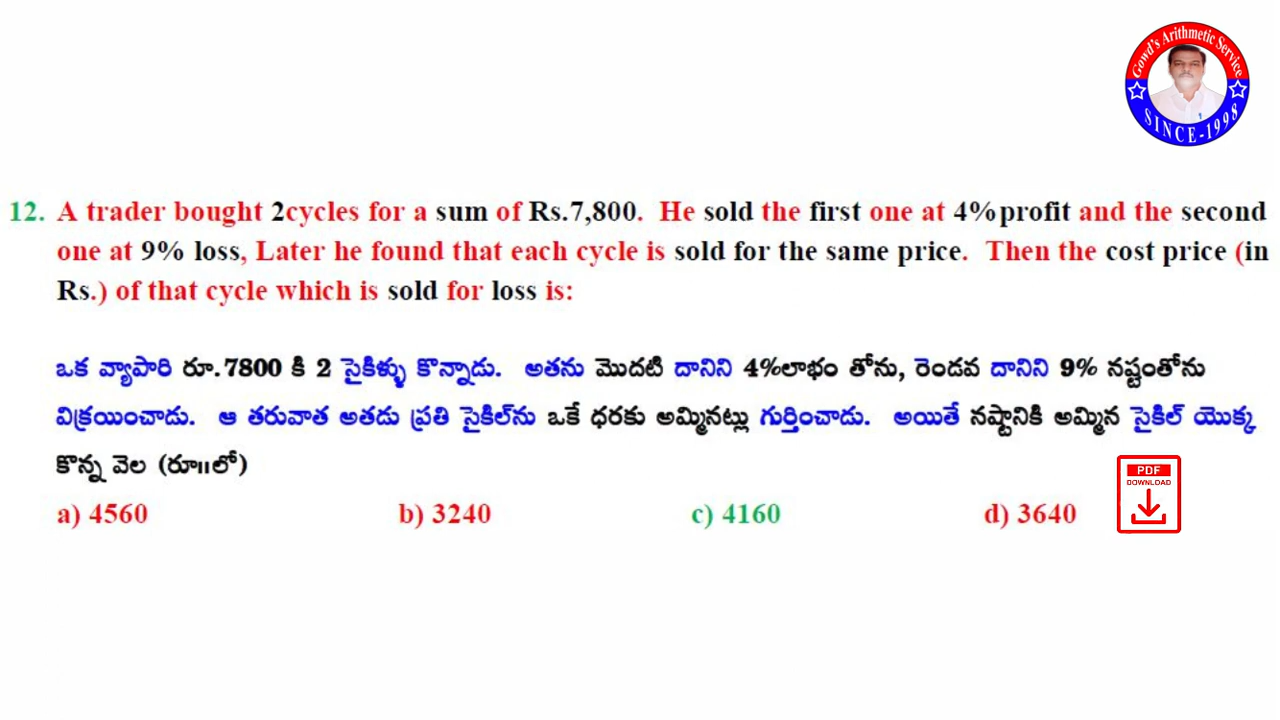 Gowd's Arithmetic Service
SINCE-1998
12. A trader bought 2cycles for a sum of Rs.7,800. He sold the first one at 4%profit and the second
one at 9% loss, Later he found that each cycle is sold for the same price. Then the cost price (in
Rs.) of that cycle which is sold for loss is:
ఒక వ్యాపారి రూ.7800 కి 2 సైకిళ్ళు కొన్నాడు. అతను మొదటి దానిని 4%లాభం తోను, రెండవ దానిని 9% నష్టంతోను
విక్రయించాడు. ఆ తరువాత అతడు ప్రతి సైకిల్‌ను ఒకే ధరకు అమ్మినట్లు గుర్తించాడు. అయితే నష్టానికి అమ్మిన సైకిల్ యొక్క
కొన్న వెల (రూ॥లో)
a) 4560 b) 3240 c) 4160 d) 3640
PDF
DOWNLOAD